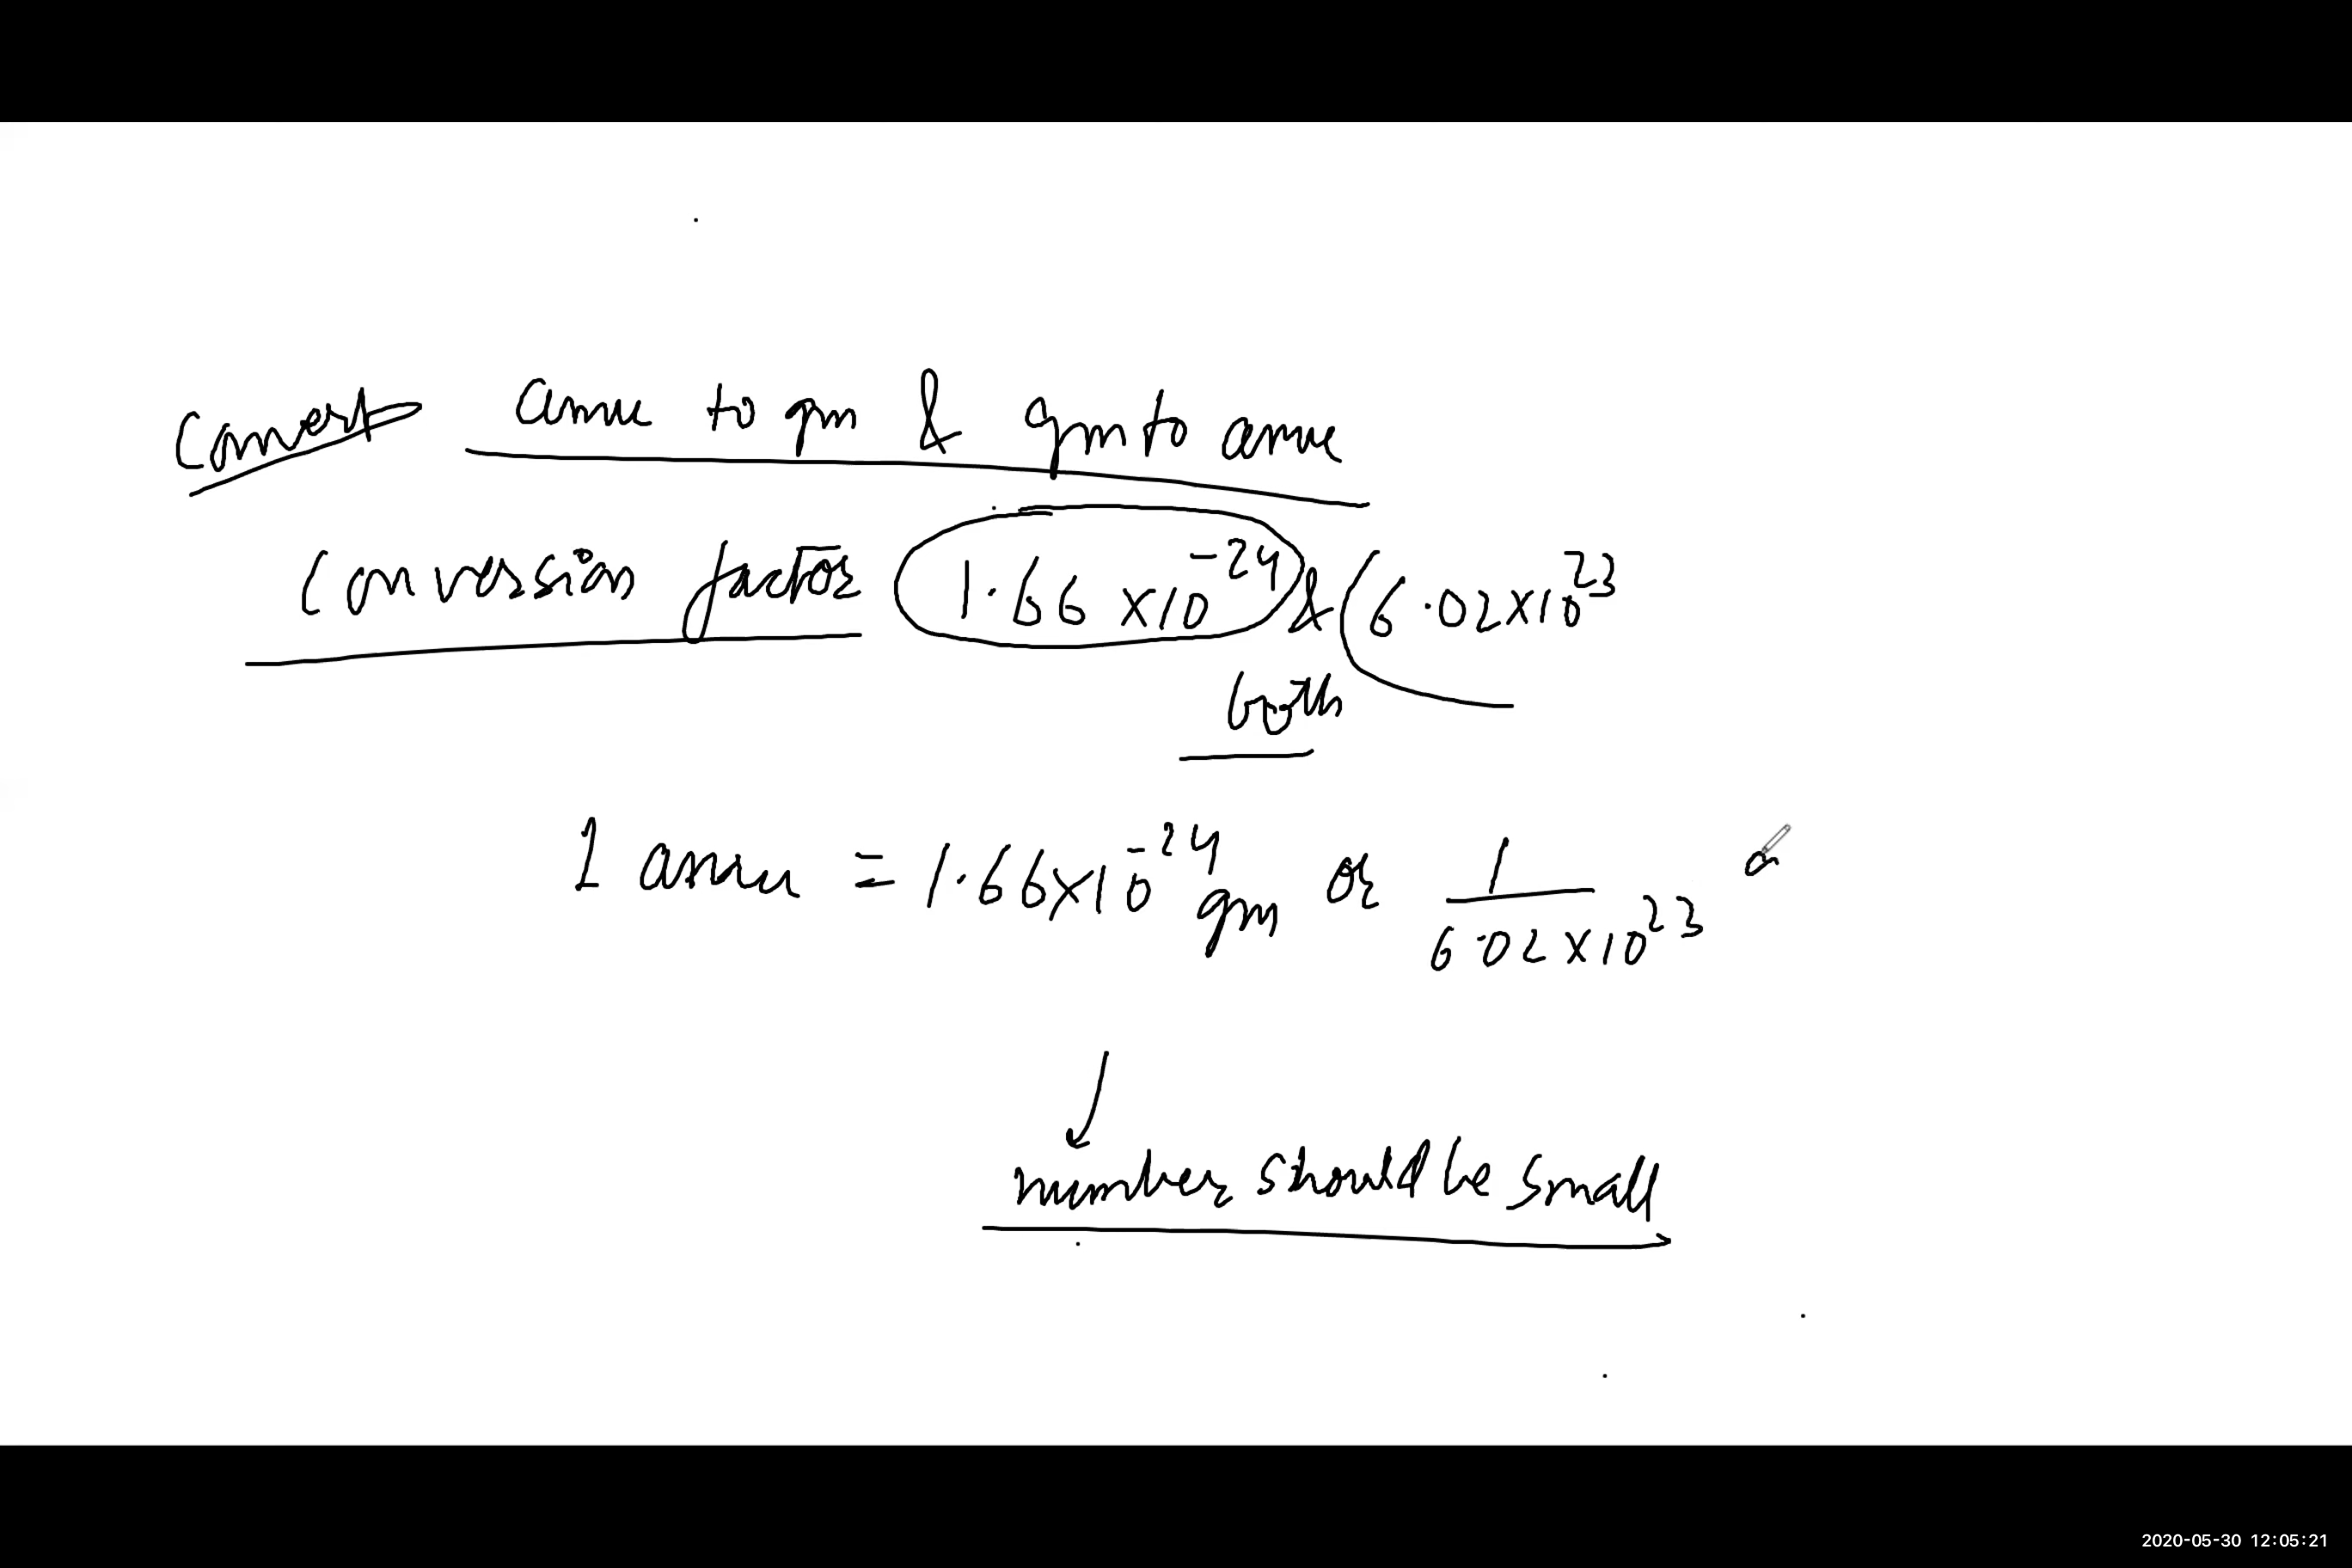 Convert amu to gm & gm to amu
Conversion factor 1.66 x 10^-24 & 6.02x10^23
both
1 amu = 1.66x10^-24 gm or 1/6.02x10^23
number should be small
2020-05-30 12:05:21